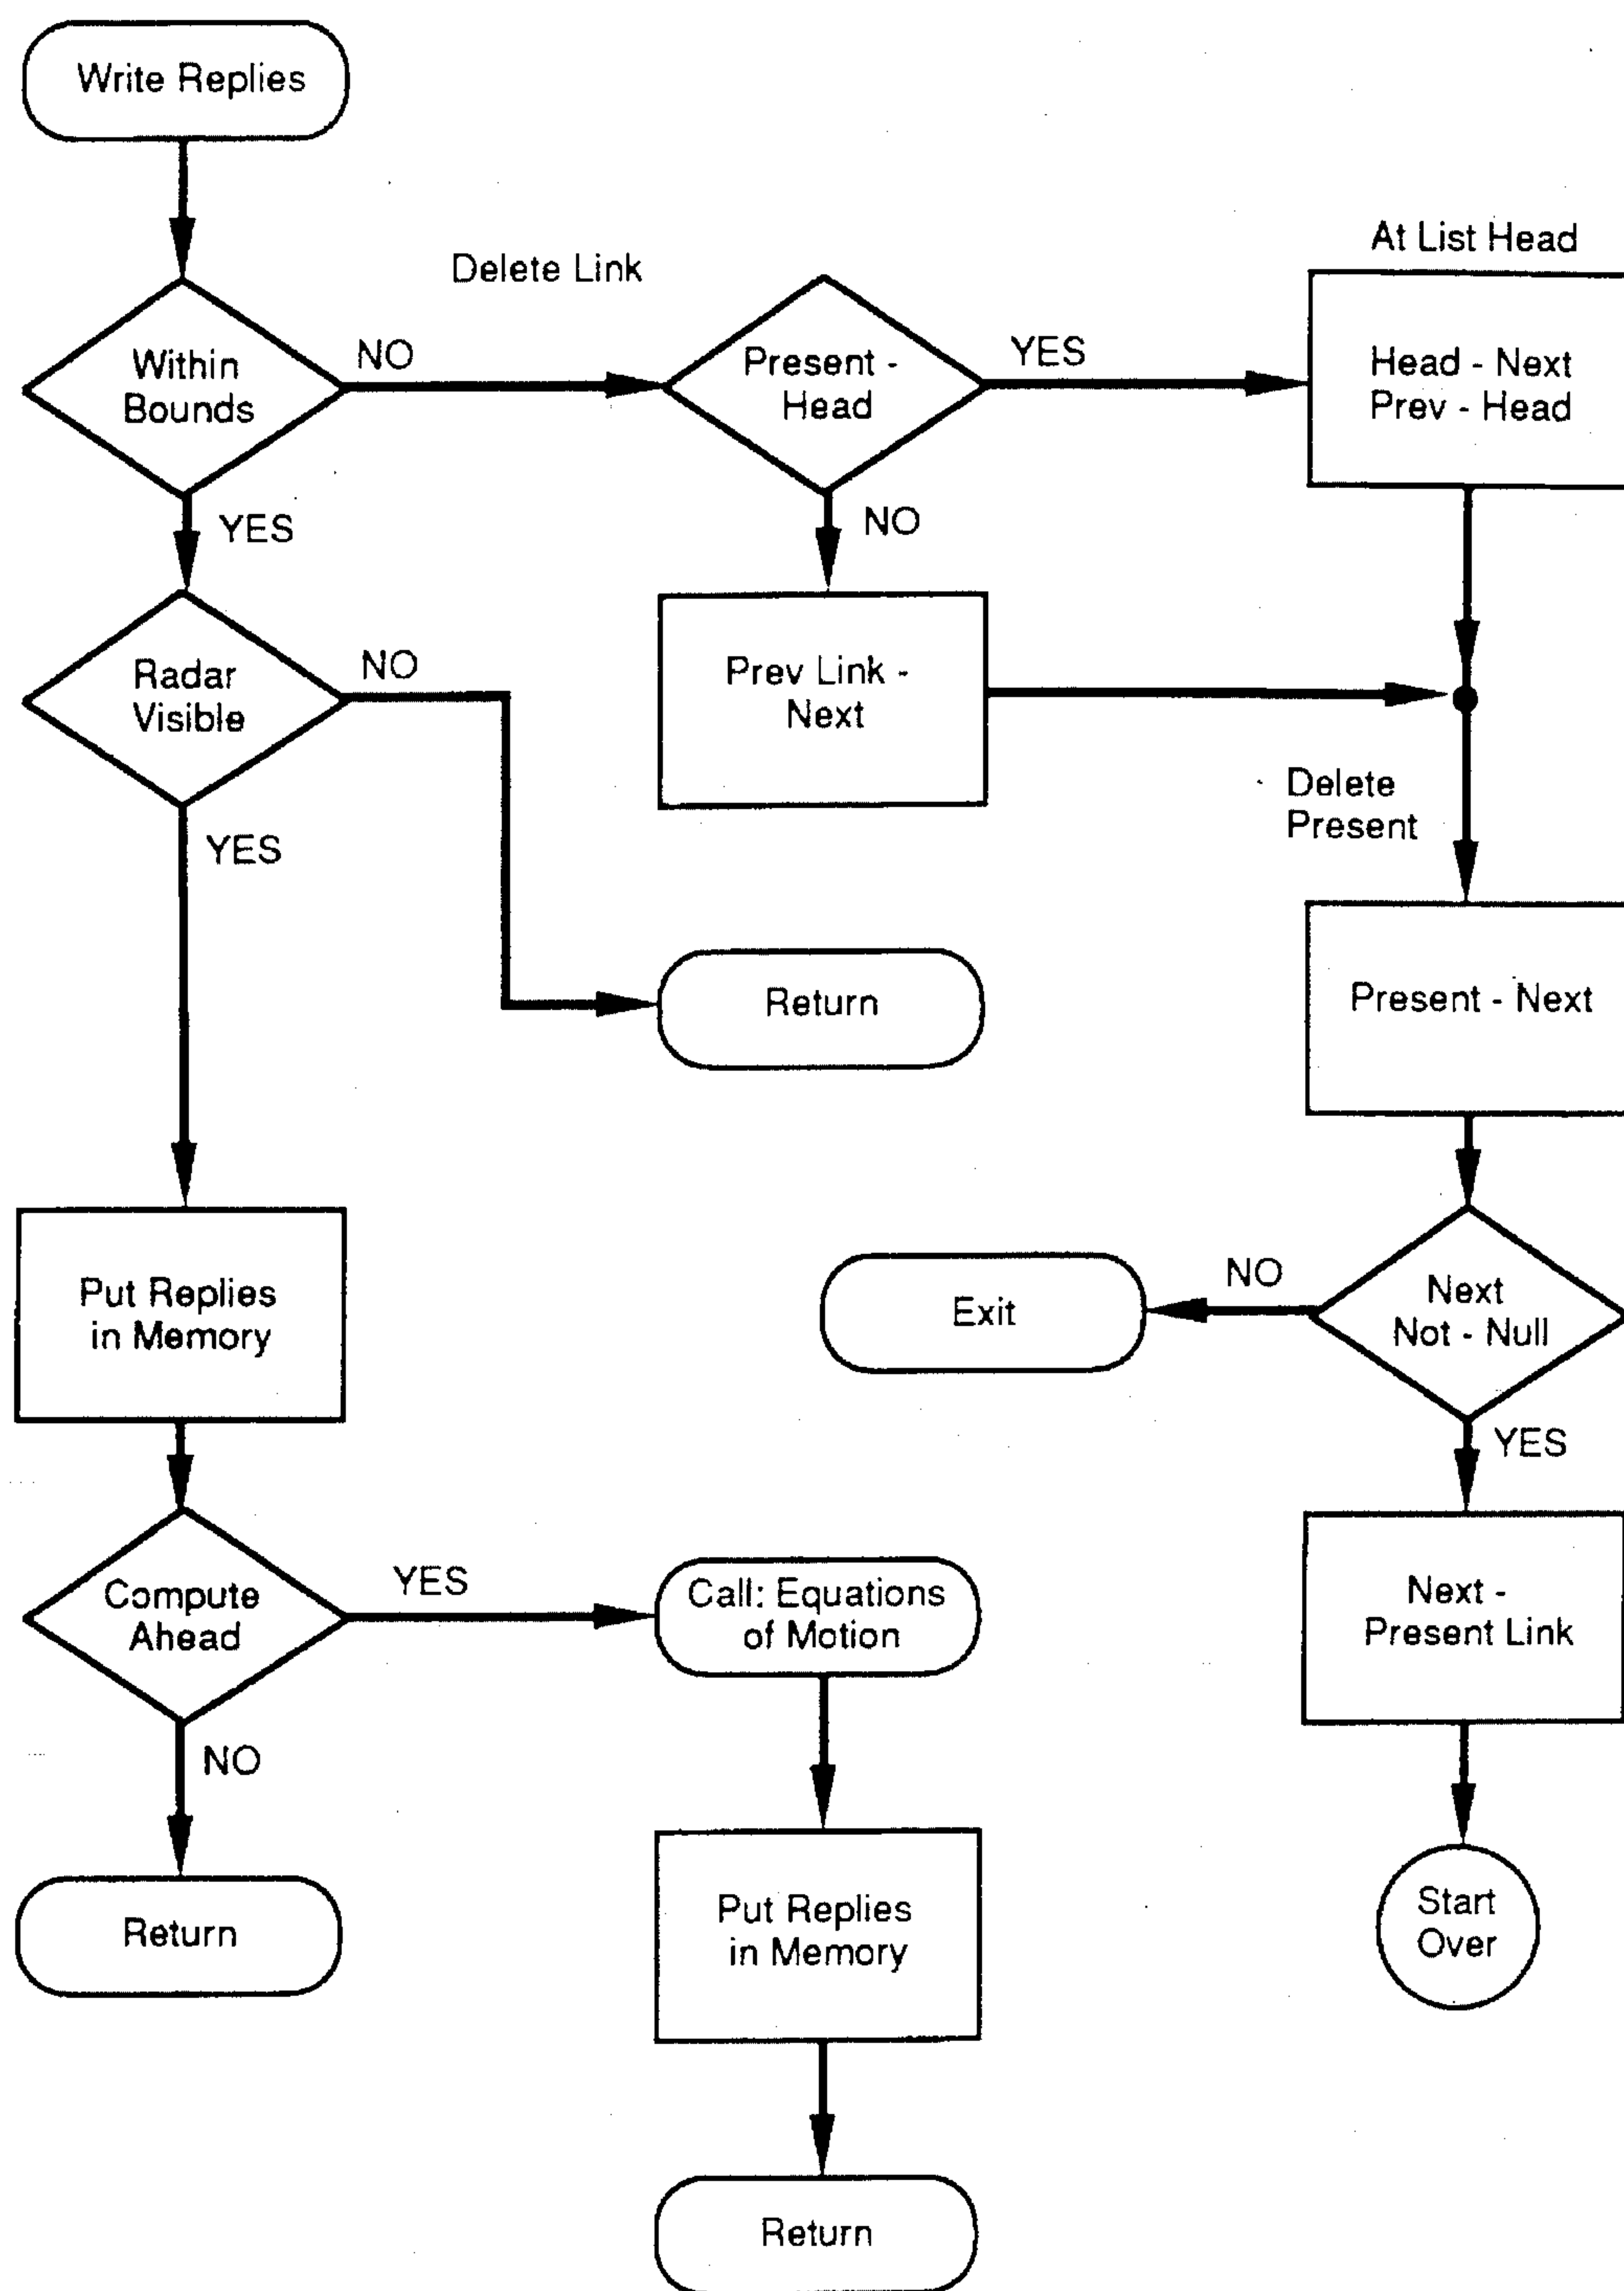 Write Replies
Delete Link
At List Head
Within
Bounds
NO
Present -
Head
YES
Head - Next
Prev - Head
YES
NO
Radar
Visible
NO
Prev Link -
Next
Delete
Present
YES
Return
Present - Next
Put Replies
in Memory
Exit
NO
Next
Not - Null
YES
Compute
Ahead
YES
Call: Equations
of Motion
Next -
Present Link
NO
Return
Put Replies
in Memory
Start
Over
Return